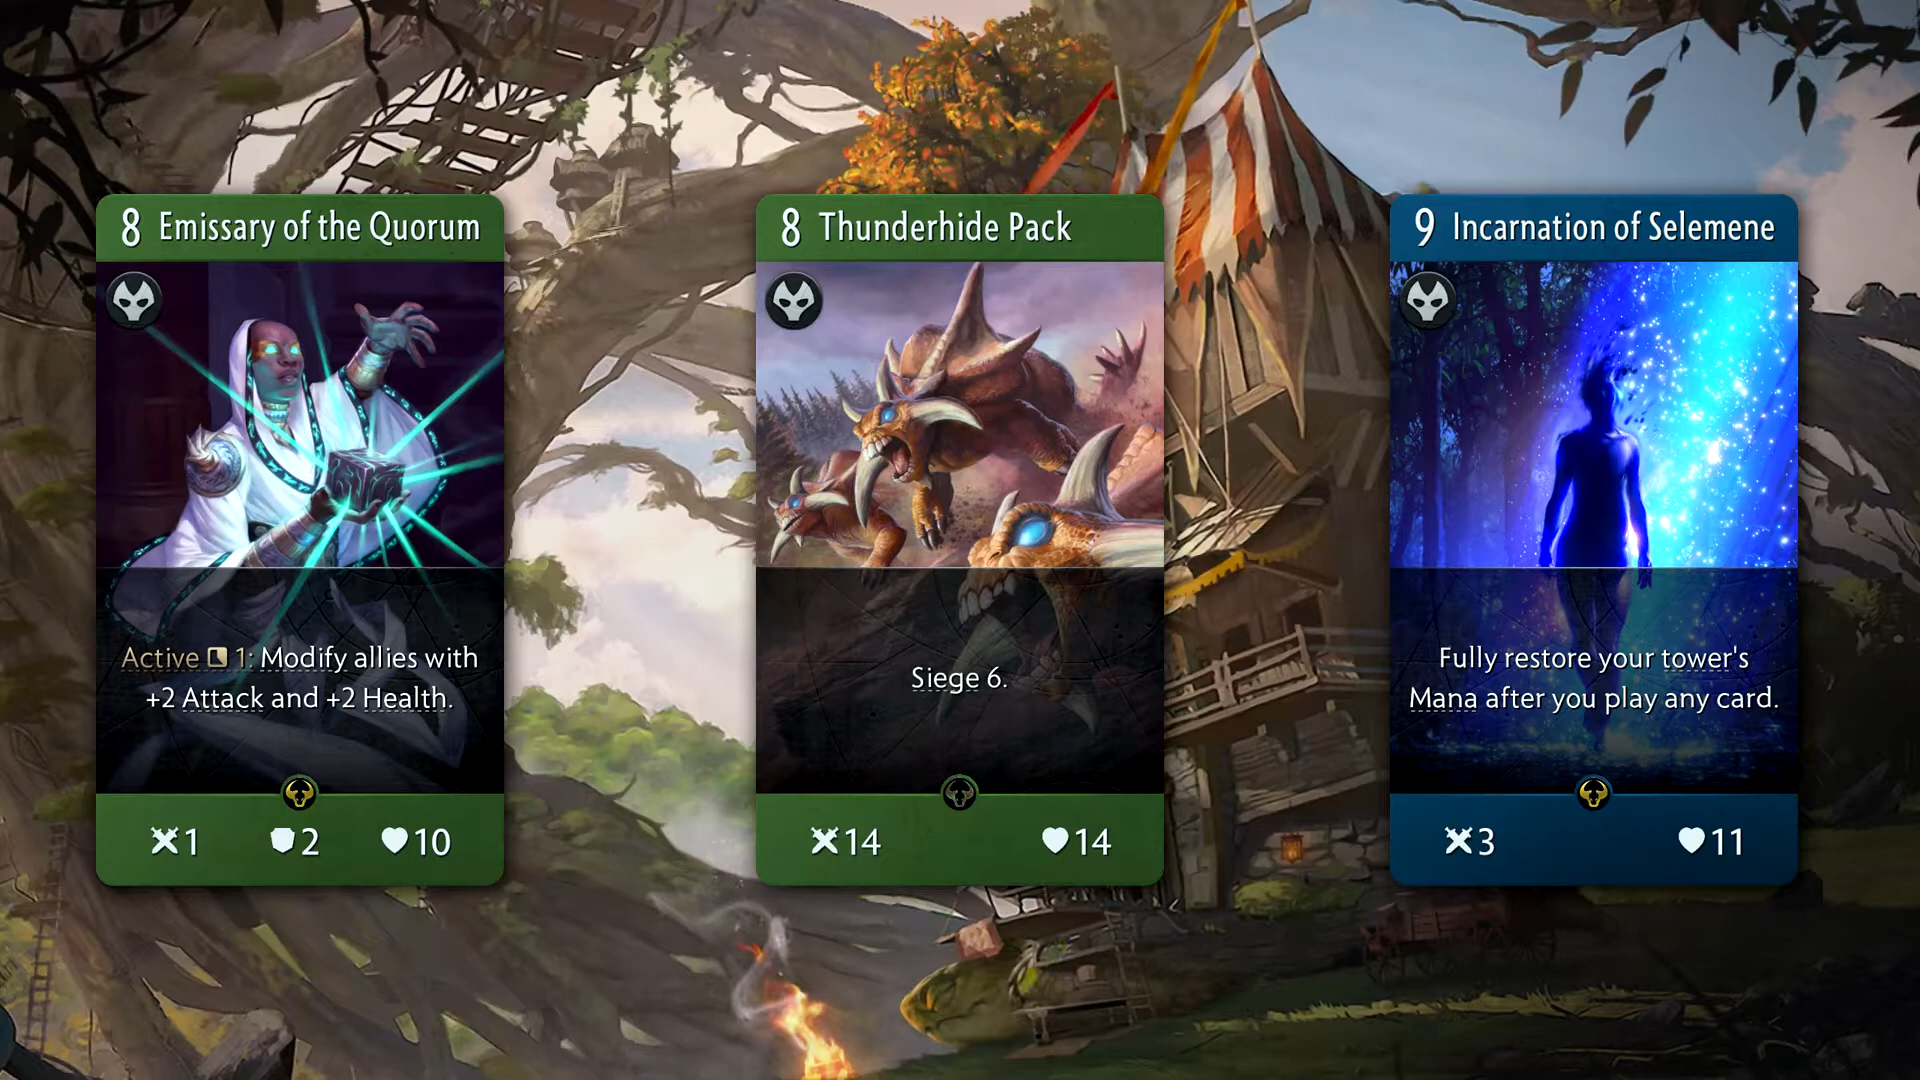 8 Emissary of the Quorum
Active 1: Modify allies with
+2 Attack and +2 Health.
1 2 10
8 Thunderhide Pack
Siege 6.
14 14
9 Incarnation of Selemene
Fully restore your tower's
Mana after you play any card.
3 11